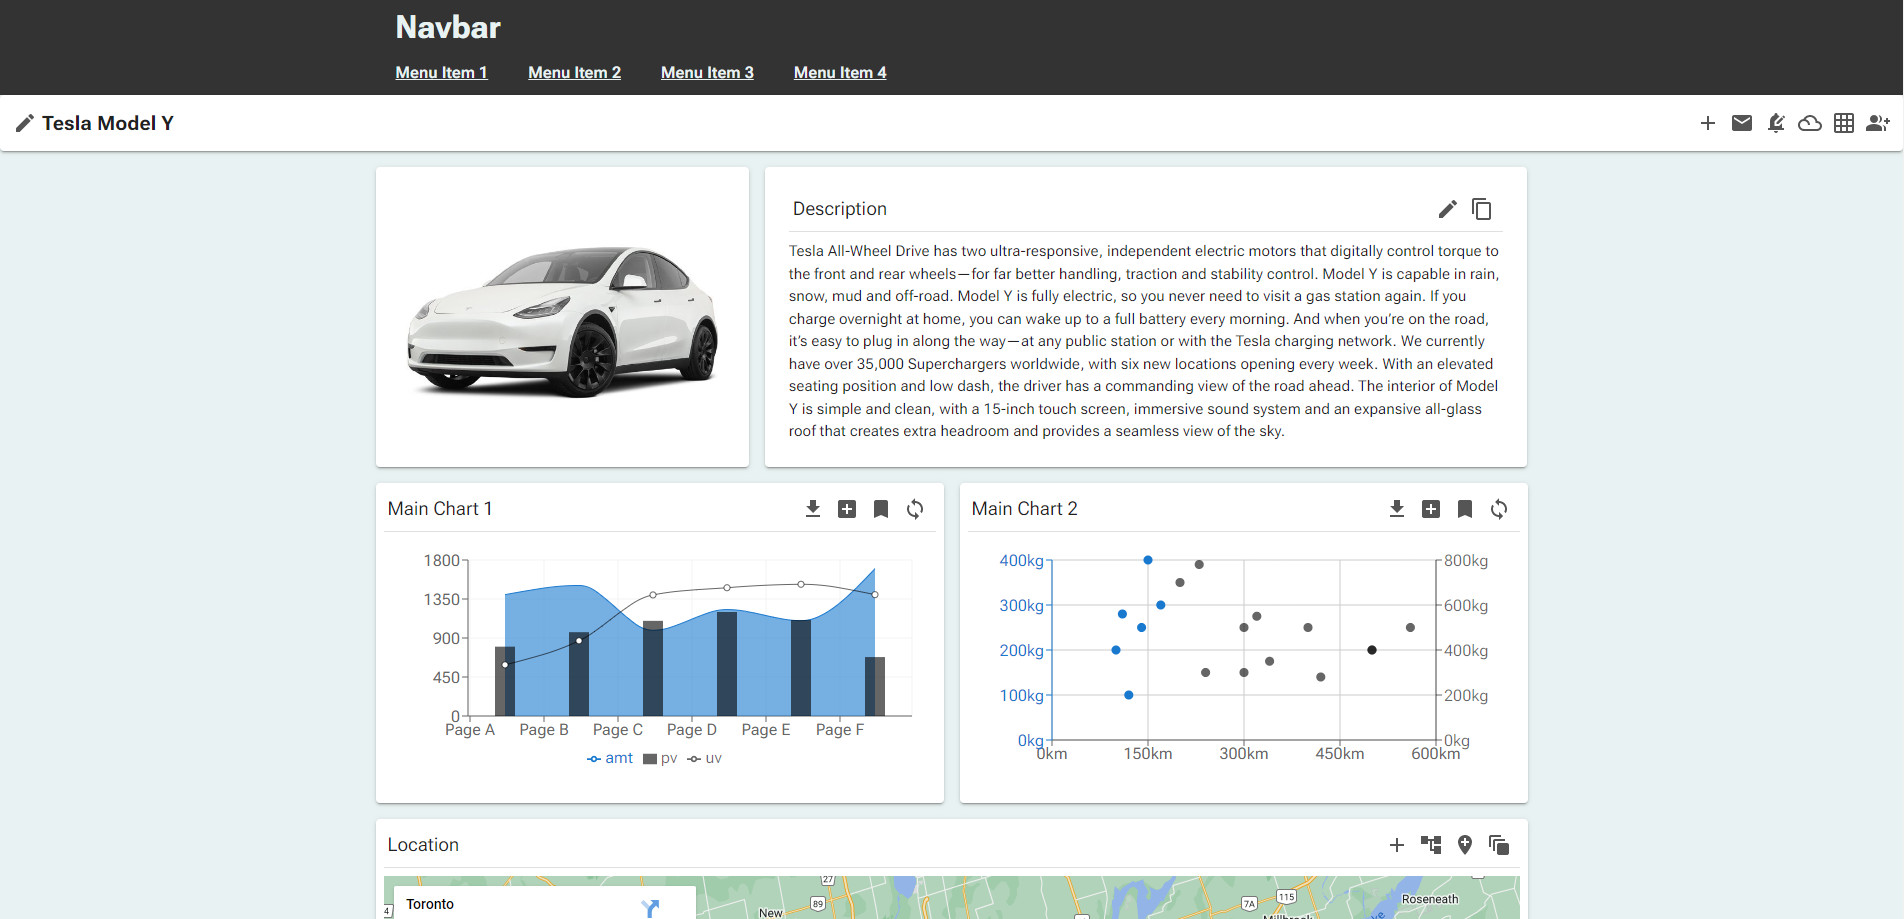 Navbar
Menu Item 1 Menu Item 2 Menu Item 3 Menu Item 4
Tesla Model Y
Description
Tesla All-Wheel Drive has two ultra-responsive, independent electric motors that digitally control torque to
the front and rear wheels—for far better handling, traction and stability control. Model Y is capable in rain,
snow, mud and off-road. Model Y is fully electric, so you never need to visit a gas station again. If you
charge overnight at home, you can wake up to a full battery every morning. And when you're on the road,
it's easy to plug in along the way—at any public station or with the Tesla charging network. We currently
have over 35,000 Superchargers worldwide, with six new locations opening every week. With an elevated
seating position and low dash, the driver has a commanding view of the road ahead. The interior of Model
Y is simple and clean, with a 15-inch touch screen, immersive sound system and an expansive all-glass
roof that creates extra headroom and provides a seamless view of the sky.
Main Chart 1
1800
1350
900
450
0
Page A Page B Page C Page D Page E Page F
amt pv uv
Main Chart 2
400kg 800kg
300kg 600kg
200kg 400kg
100kg 200kg
0kg 0kg
0km 150km 300km 450km 600km
Location
27
Toronto
4
New
89
7A
115
Roseneath